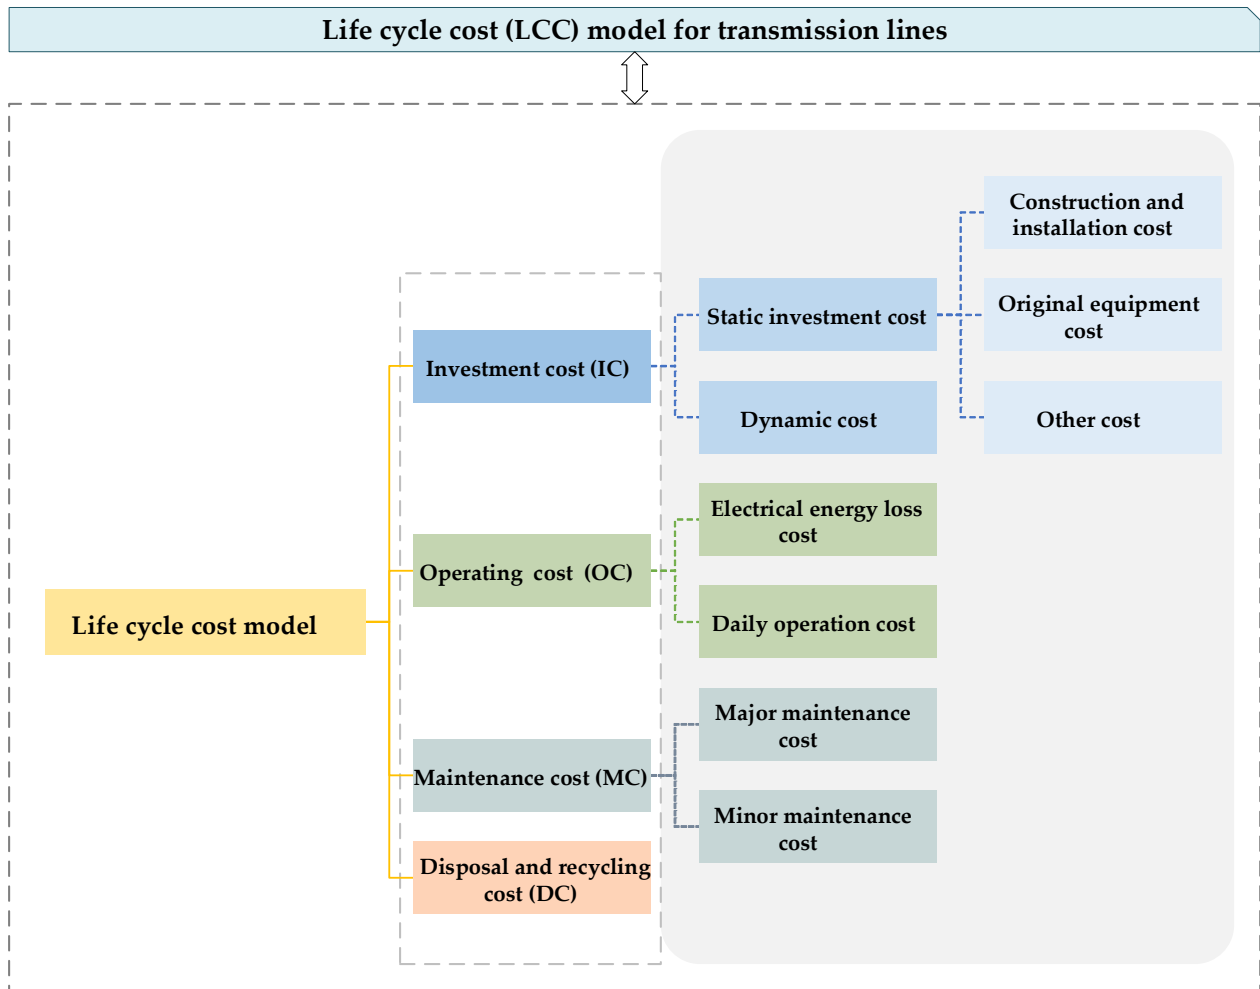 Life cycle cost (LCC) model for transmission lines
Construction and
installation cost
Static investment cost
Original equipment
cost
Investment cost (IC)
Dynamic cost
Other cost
Electrical energy loss
cost
Operating cost (OC)
Daily operation cost
Life cycle cost model
Major maintenance
cost
Maintenance cost (MC)
Minor maintenance
cost
Disposal and recycling
cost (DC)